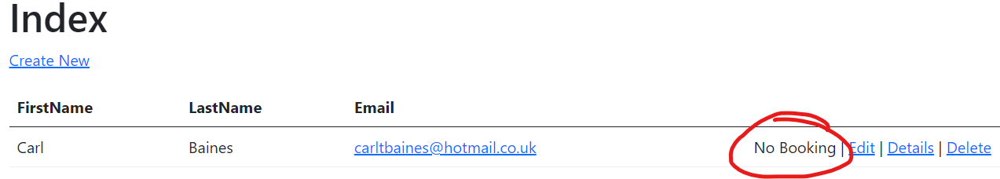 Index
Create New
FirstName LastName Email
Carl Baines carltbaines@hotmail.co.uk No Booking | Edit | Details | Delete